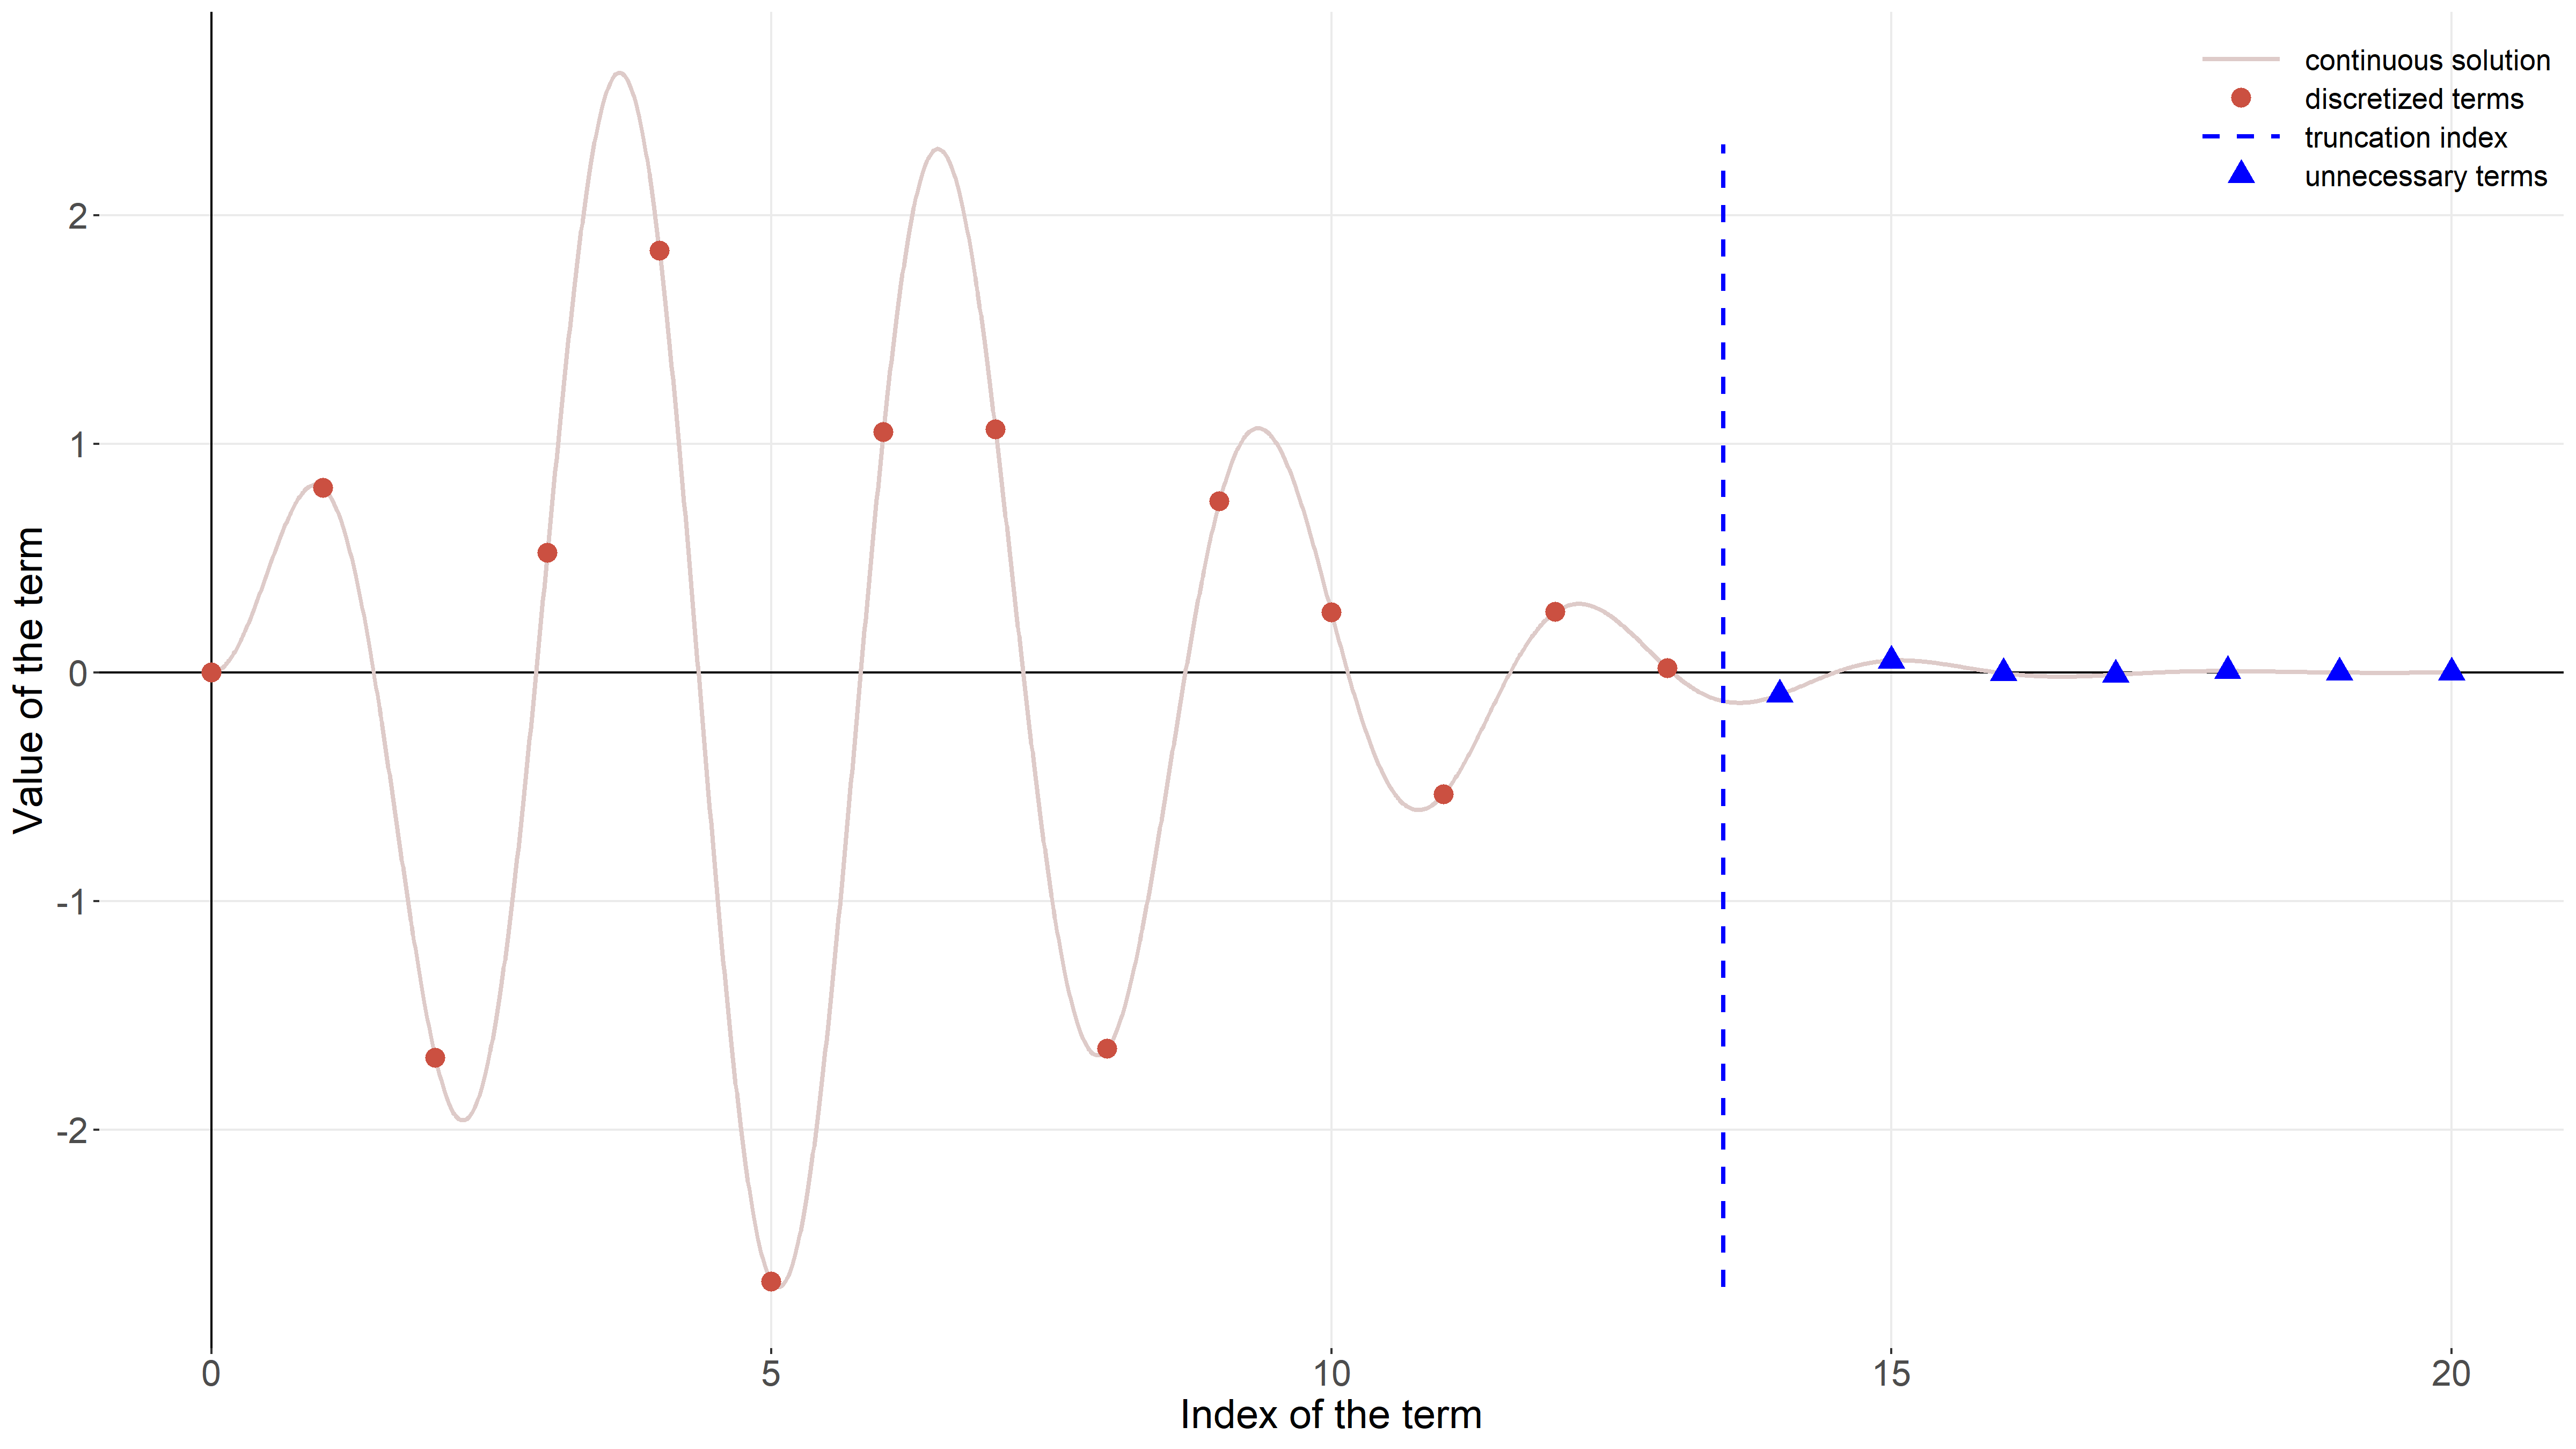 continuous solution
discretized terms
truncation index
unnecessary terms
Value of the term
2
1
0
-1
-2
0 5 10 15 20
Index of the term